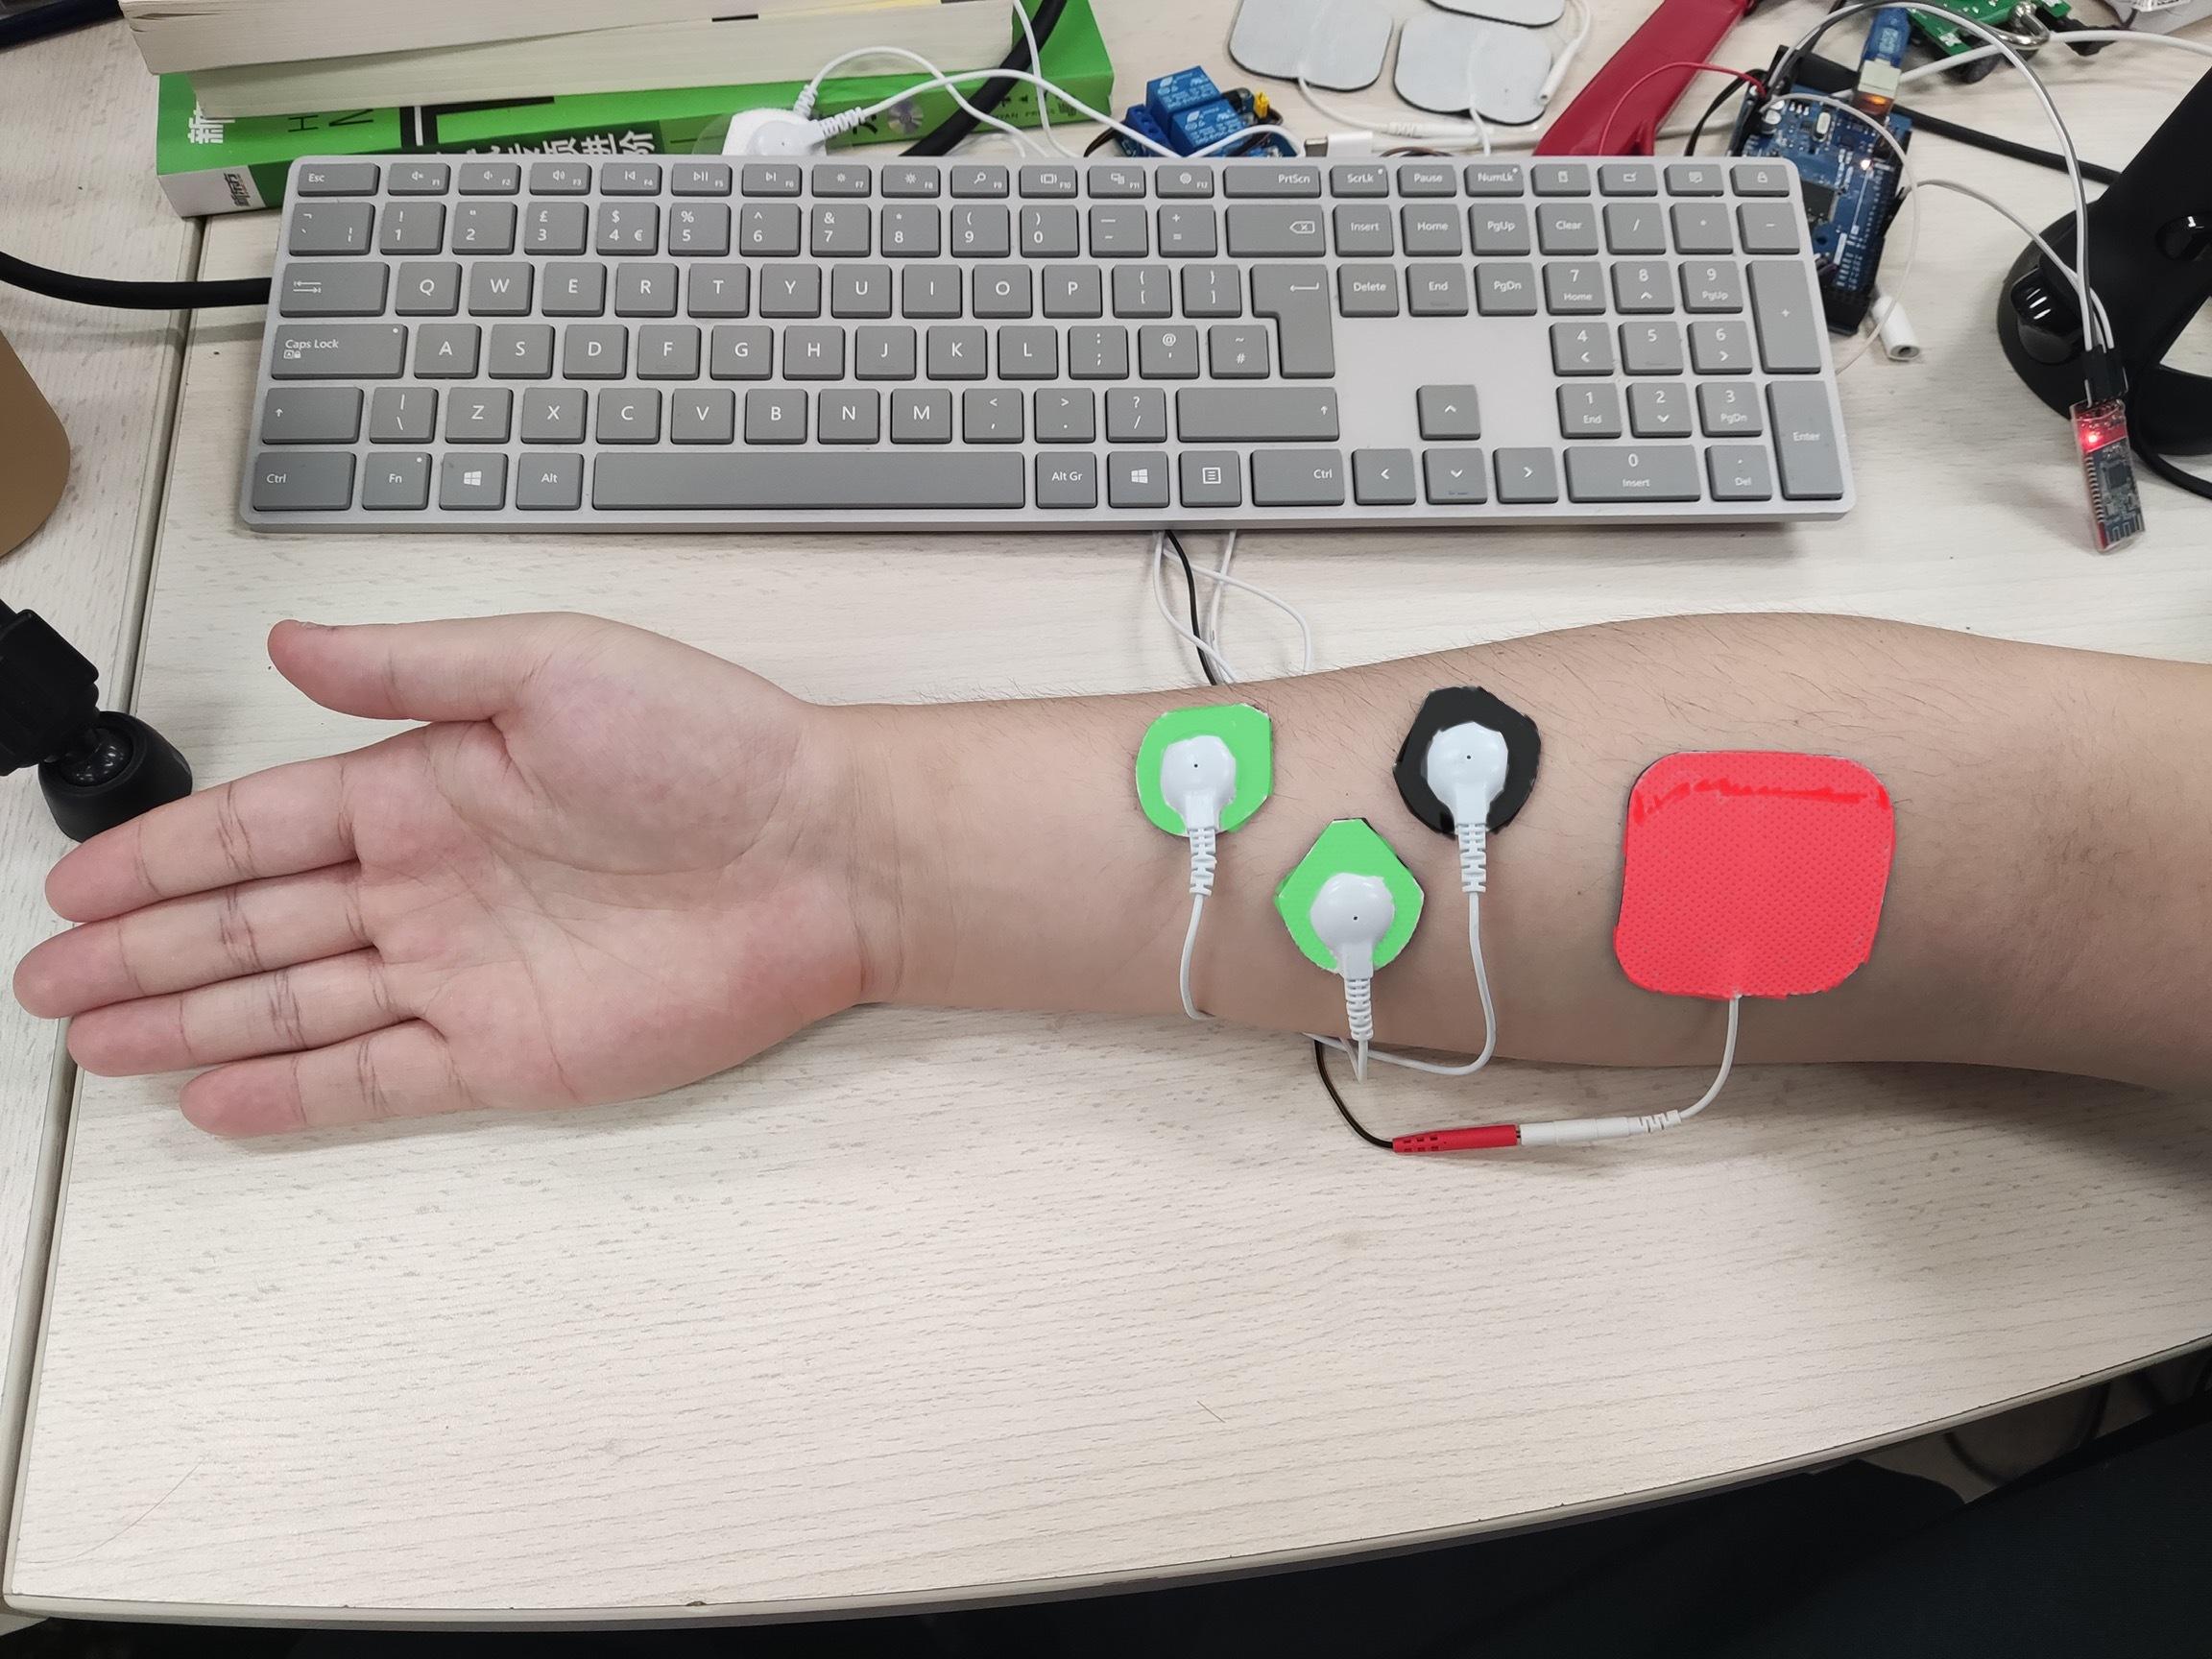 新
H
Esc F1 F2 F3 F4 F5 F6 F7 F8 F9 F10 F11 F12 PrtScn ScrLk Pause NumLk
¬ ` ¦ ! 1 " 2 £ 3 $ 4 € % 5 ^ 6 & 7 * 8 ( 9 ) 0 — - + = Insert Home PgUp Clear / * -
Q W E R T Y U I O P { [ } ] Delete End PgDn 7 Home 8 9 PgUp +
Caps Lock A S D F G H J K L : ; @ ' ~ # 4 5 6
| \ Z X C V B N M < , > . ? / 1 End 2 3 PgDn Enter
Ctrl Fn Alt Alt Gr Ctrl 0 Insert . Del